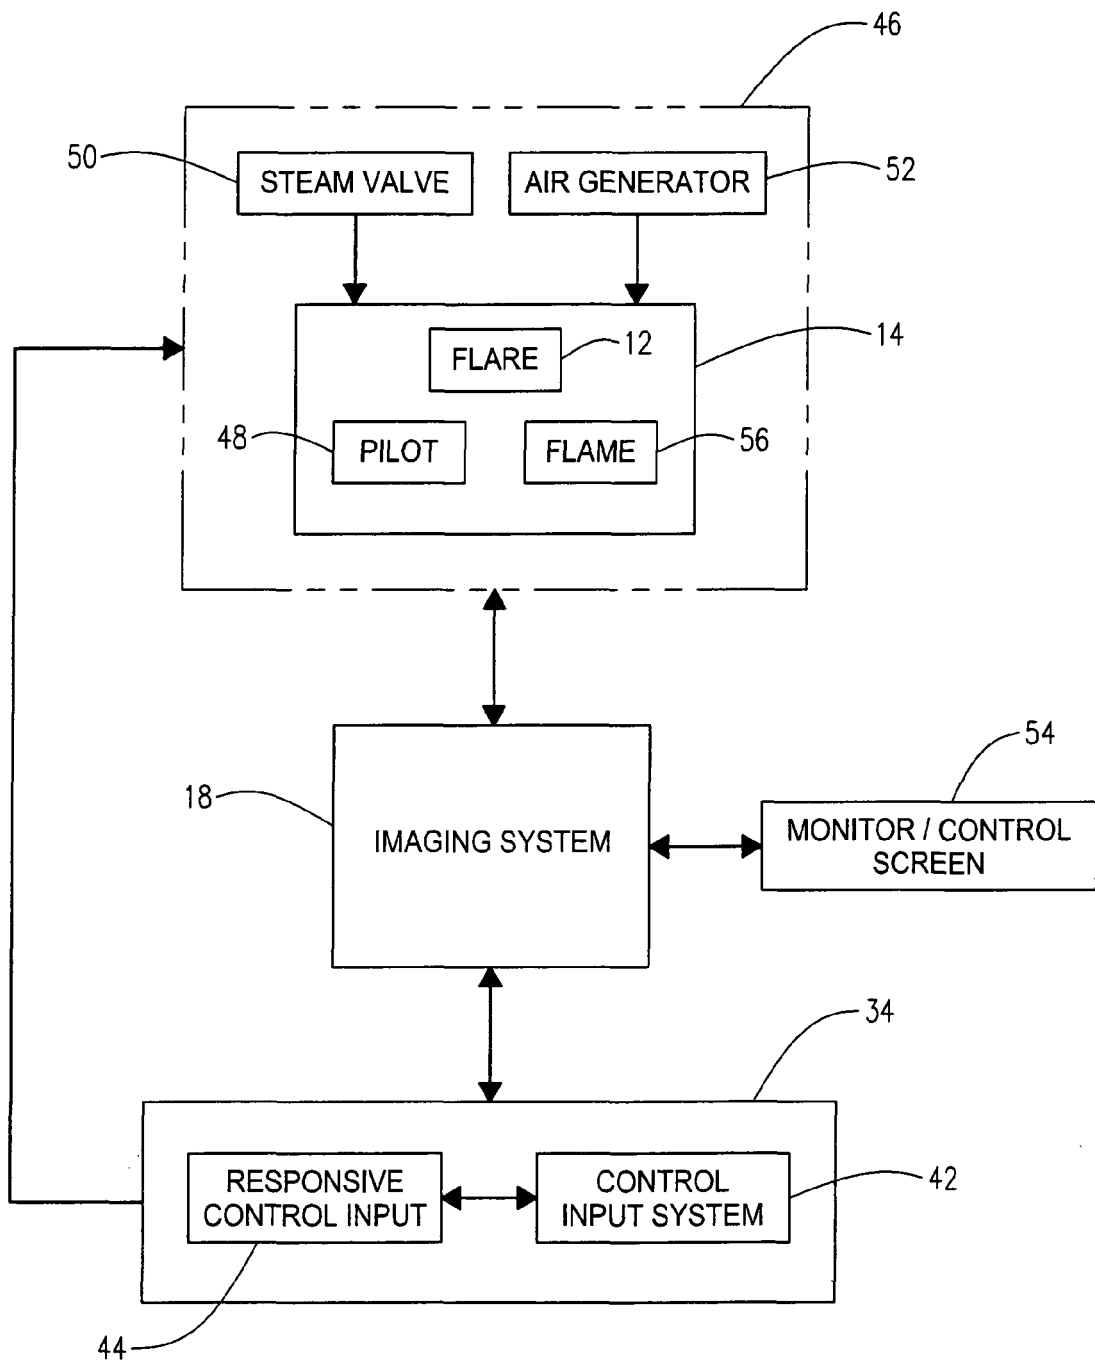 46
50
STEAM VALVE
AIR GENERATOR
52
FLARE
12
14
48
PILOT
FLAME
56
18
IMAGING SYSTEM
54
MONITOR / CONTROL
SCREEN
34
RESPONSIVE
CONTROL INPUT
CONTROL
INPUT SYSTEM
42
44